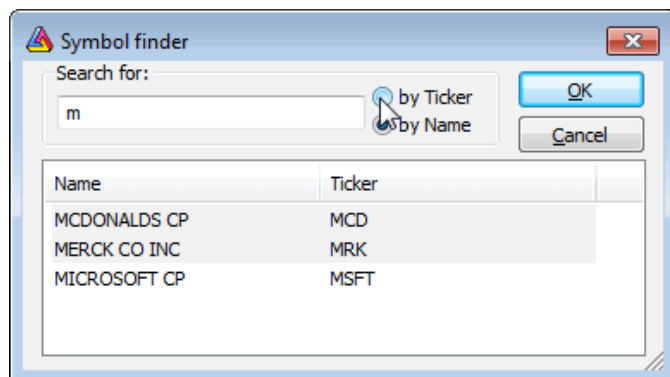 Symbol finder
Search for:
m
by Ticker
by Name
OK
Cancel
Name Ticker
MCDONALDS CP MCD
MERCK CO INC MRK
MICROSOFT CP MSFT